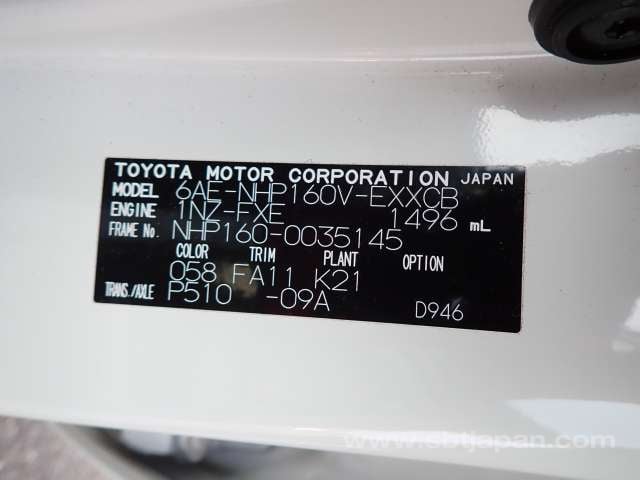 TOYOTA MOTOR CORPORATION JAPAN
MODEL 6AE-NHP160V-EXXCB
ENGINE 1NZ-FXE 1496 mL
FRAME No. NHP160-0035145
COLOR TRIM PLANT OPTION
058 FA11 K21
TRANS./AXLE P510 -09A D946
www.sbtjapan.com